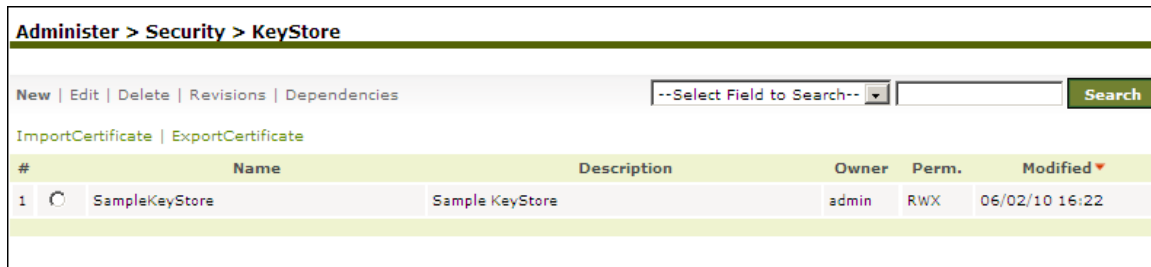 Administer > Security > KeyStore
New | Edit | Delete | Revisions | Dependencies --Select Field to Search-- Search
ImportCertificate | ExportCertificate
# Name Description Owner Perm. Modified
1 SampleKeyStore Sample KeyStore admin RWX 06/02/10 16:22